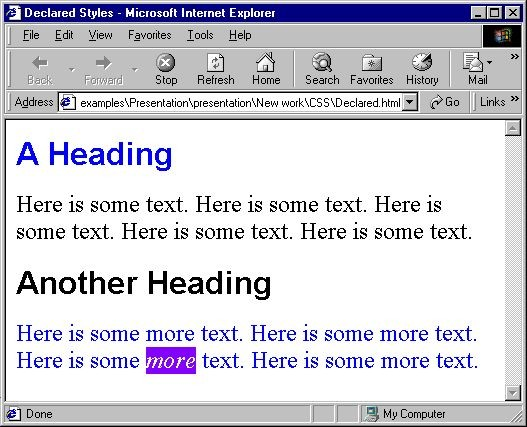 Declared Styles - Microsoft Internet Explorer
File Edit View Favorites Tools Help
Back Forward Stop Refresh Home Search Favorites History Mail »
Address examples\Presentation\presentation\New work\CSS\Declared.html Go Links »
A Heading
Here is some text. Here is some text. Here is
some text. Here is some text. Here is some text.
Another Heading
Here is some more text. Here is some more text.
Here is some more text. Here is some more text.
Done My Computer